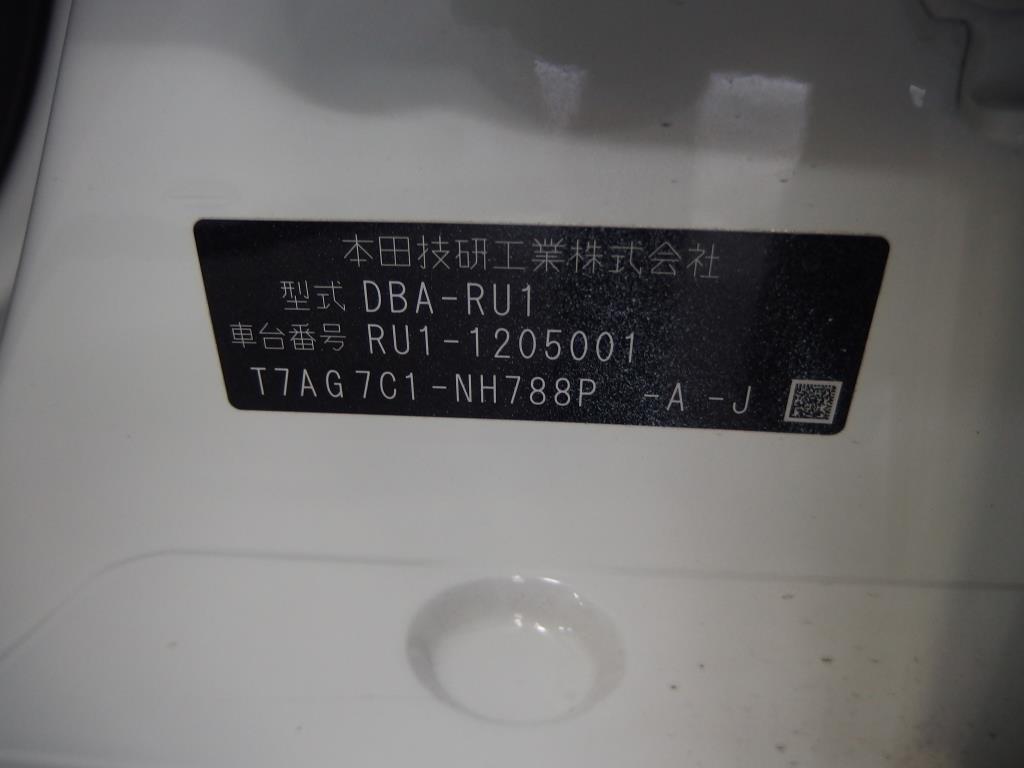 本田技研工業株式会社
型式 DBA-RU1
車台番号 RU1-1205001
T7AG7C1-NH788P -A -J